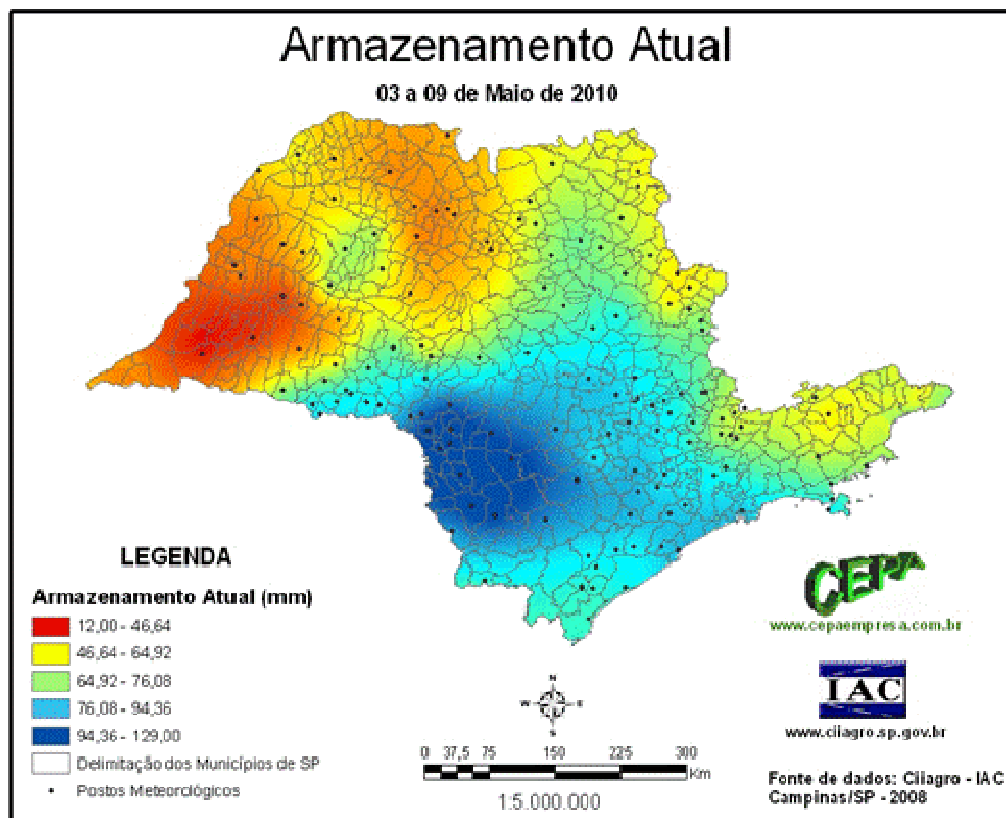 Armazenamento Atual
03 a 09 de Maio de 2010
LEGENDA
Armazenamento Atual (mm)
12,00 - 46,64
46,64 - 64,92
64,92 - 76,08
76,08 - 94,36
94,36 - 129,00
Delimitação dos Municípios de SP
Postos Meteorológicos
N
W E
S
0 37,5 75 150 225 300
Km
1:5.000.000
CEPA
www.cepaempresa.com.br
IAC
www.ciiagro.sp.gov.br
Fonte de dados: Ciiagro - IAC
Campinas/SP - 2008